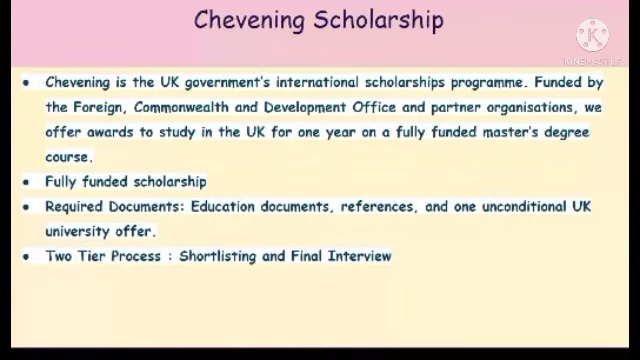 Chevening Scholarship
K
KINEMASTER
• Chevening is the UK government's international scholarships programme. Funded by
the Foreign, Commonwealth and Development Office and partner organisations, we
offer awards to study in the UK for one year on a fully funded master's degree
course.
• Fully funded scholarship
• Required Documents: Education documents, references, and one unconditional UK
university offer.
• Two Tier Process : Shortlisting and Final Interview